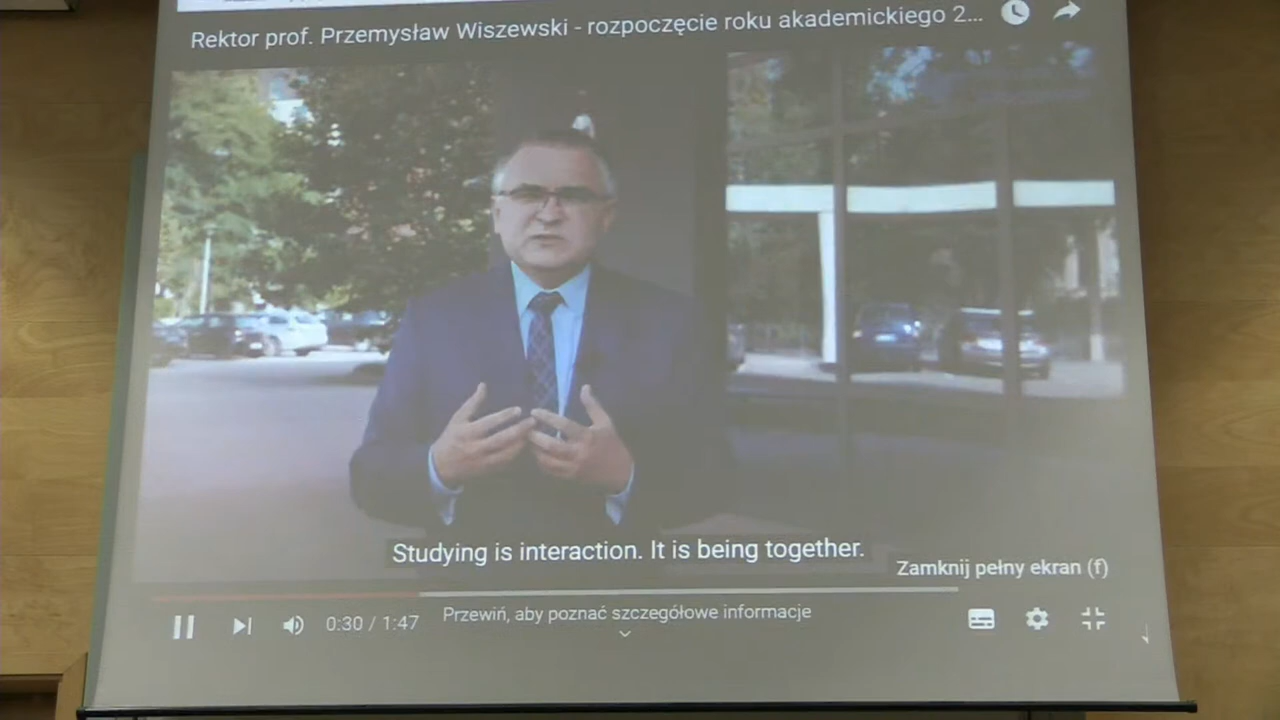 Rektor prof. Przemysław Wiszewski - rozpoczęcie roku akademickiego 2...
Studying is interaction. It is being together.
Zamknij pełny ekran (f)
0:30 / 1:47
Przewiń, aby poznać szczegółowe informacje